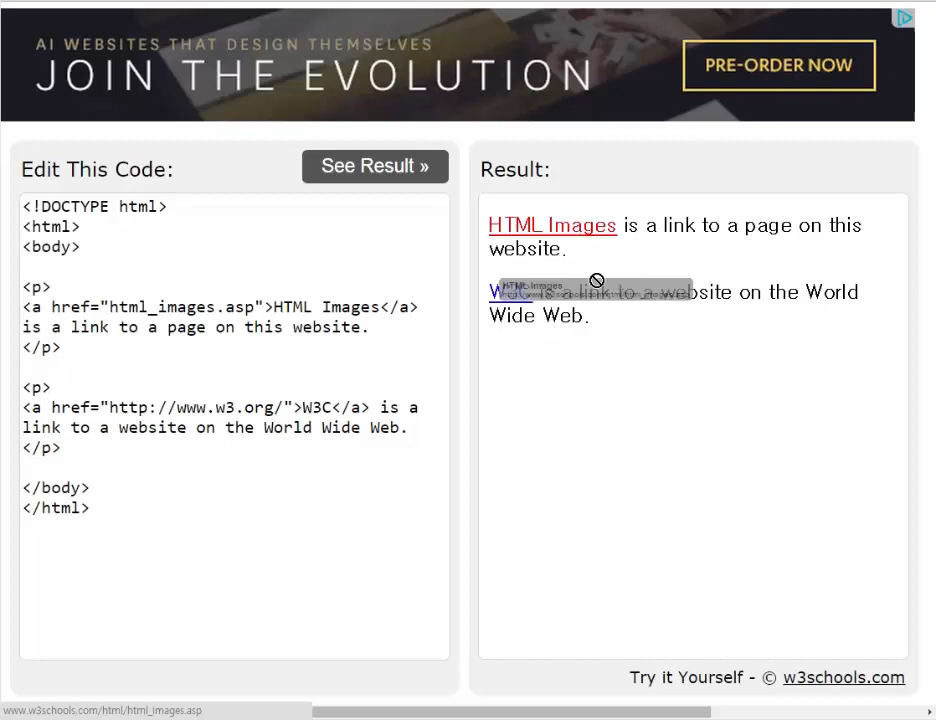 AI WEBSITES THAT DESIGN THEMSELVES
JOIN THE EVOLUTION
PRE-ORDER NOW
Edit This Code:
See Result »
<!DOCTYPE html>
<html>
<body>
<p>
<a href="html_images.asp">HTML Images</a>
is a link to a page on this website.
</p>
<p>
<a href="http://www.w3.org/">W3C</a> is a
link to a website on the World Wide Web.
</p>
</body>
</html>
Result:
HTML Images is a link to a page on this
website.
HTML Images
W3C is a link to a website on the World
Wide Web.
Try it Yourself - © w3schools.com
www.w3schools.com/html/html_images.asp